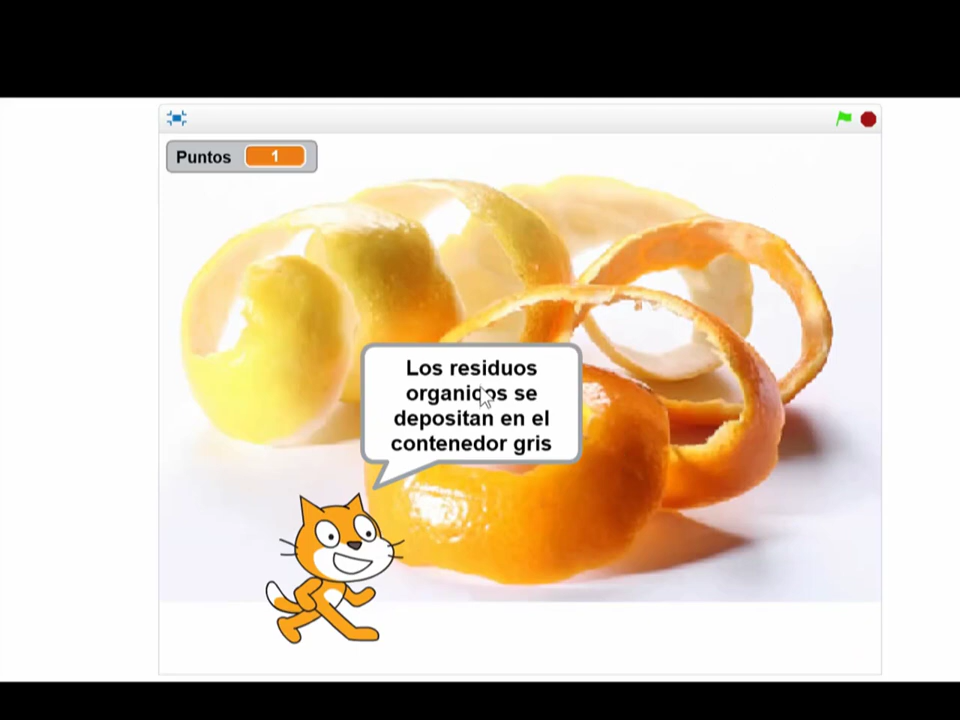 Puntos 1
Los residuos
organicos se
depositan en el
contenedor gris